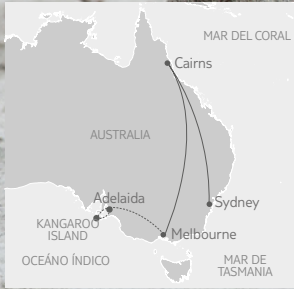 MAR DEL CORAL
Cairns
AUSTRALIA
Adelaida
Sydney
KANGAROO
ISLAND
Melbourne
OCEÁNO ÍNDICO
MAR DE
TASMANIA